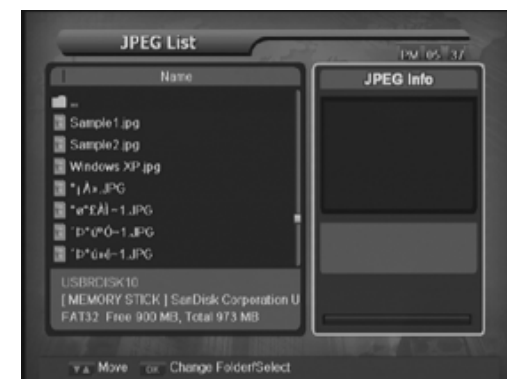 JPEG List
PM 05 37
Name
JPEG Info
..
Sample1.jpg
Sample2.jpg
Windows XP.jpg
USBRDISK10
[ MEMORY STICK ] SanDisk Corporation U
FAT32 Free 900 MB, Total 973 MB
▼▲ Move OK Change Folder/Select